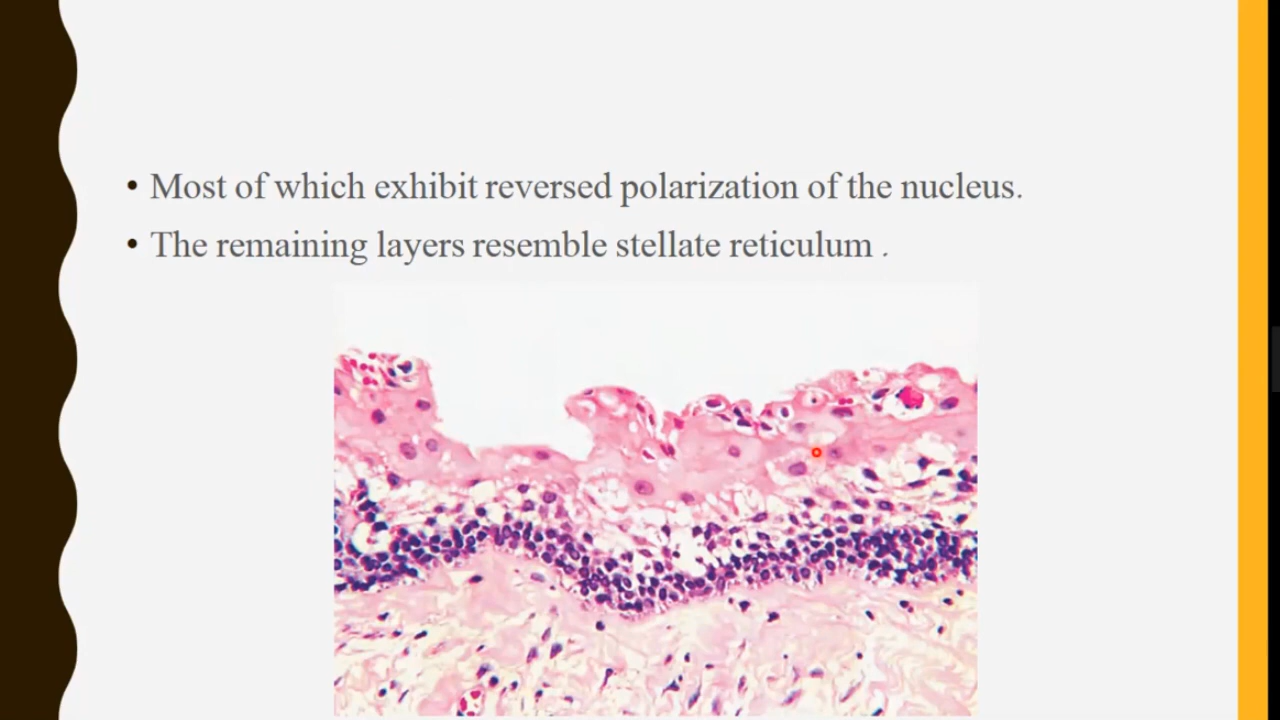 • Most of which exhibit reversed polarization of the nucleus.
• The remaining layers resemble stellate reticulum .